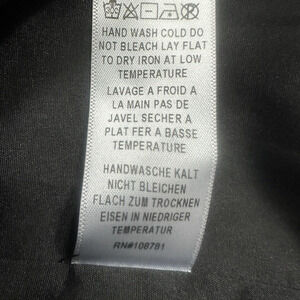 HAND WASH COLD DO
NOT BLEACH LAY FLAT
TO DRY IRON AT LOW
TEMPERATURE
LAVAGE A FROID A
LA MAIN PAS DE
JAVEL SECHER A
PLAT FER A BASSE
TEMPERATURE
HANDWASCHE KALT
NICHT BLEICHEN
FLACH ZUM TROCKNEN
EISEN IN NIEDRIGER
TEMPERATUR
RN#108781